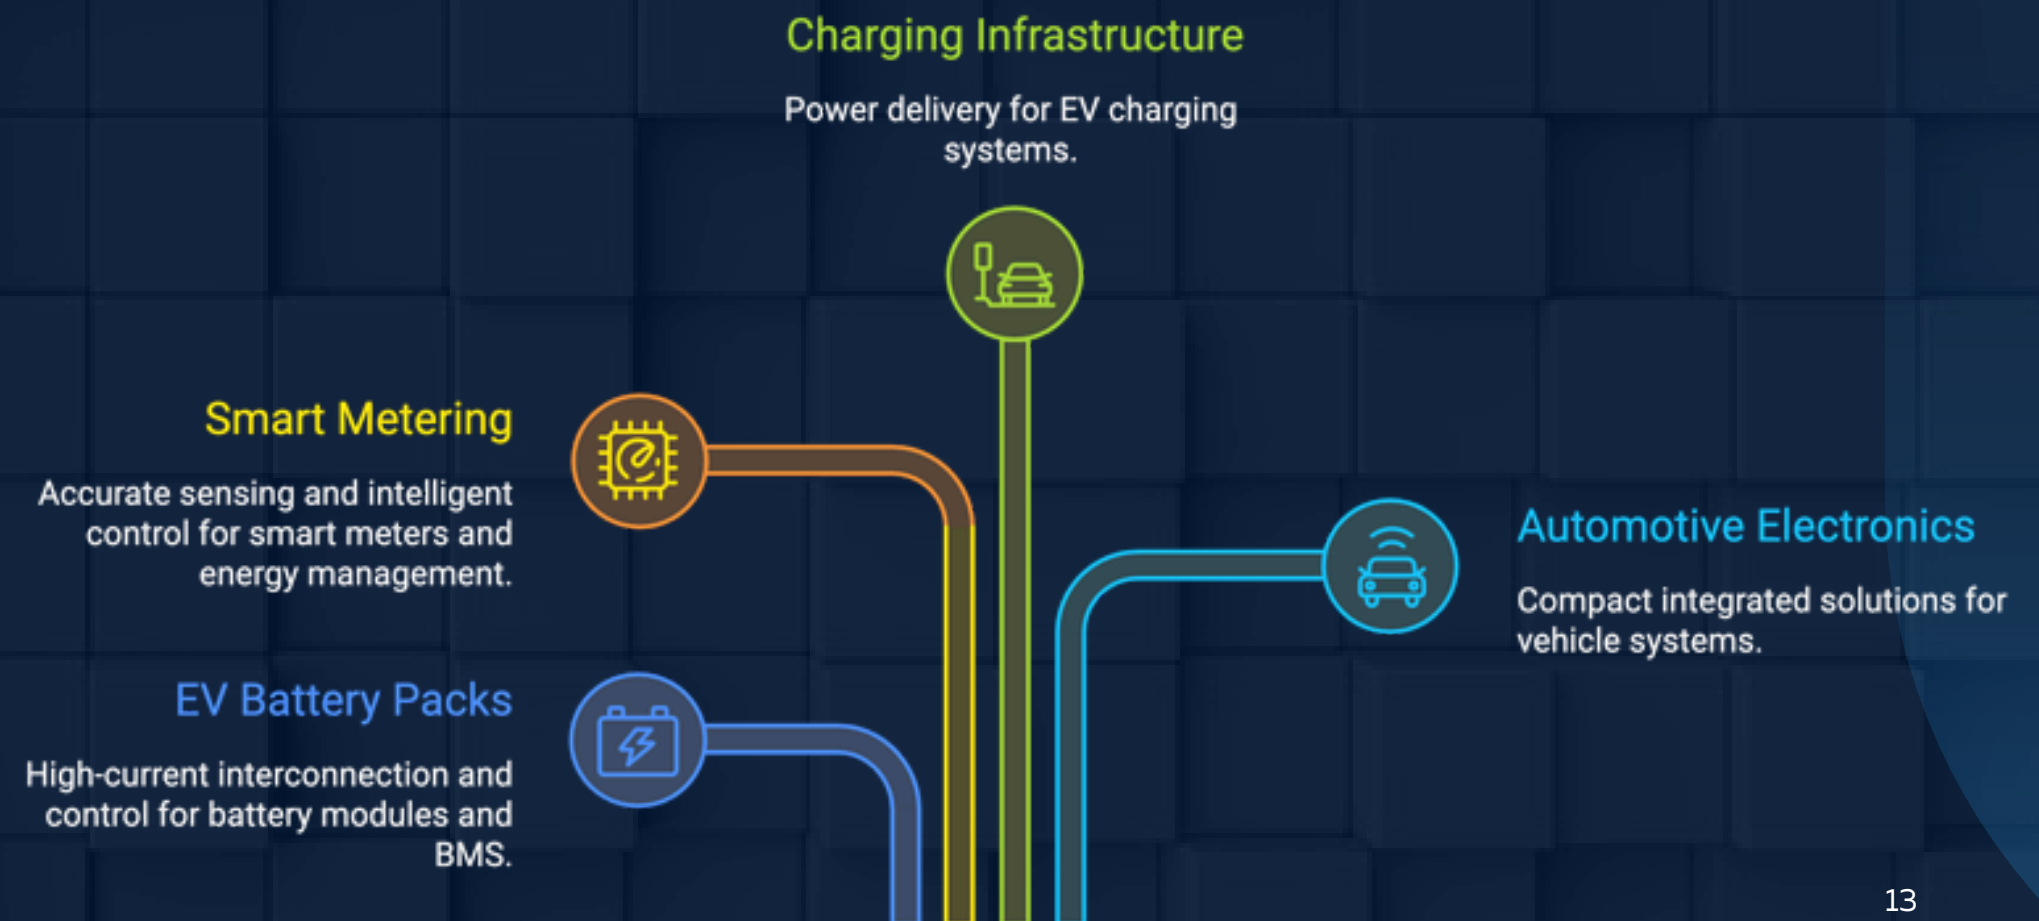 Charging Infrastructure
Power delivery for EV charging
systems.
Smart Metering
Accurate sensing and intelligent
control for smart meters and
energy management.
Automotive Electronics
Compact integrated solutions for
vehicle systems.
EV Battery Packs
High-current interconnection and
control for battery modules and
BMS.
13